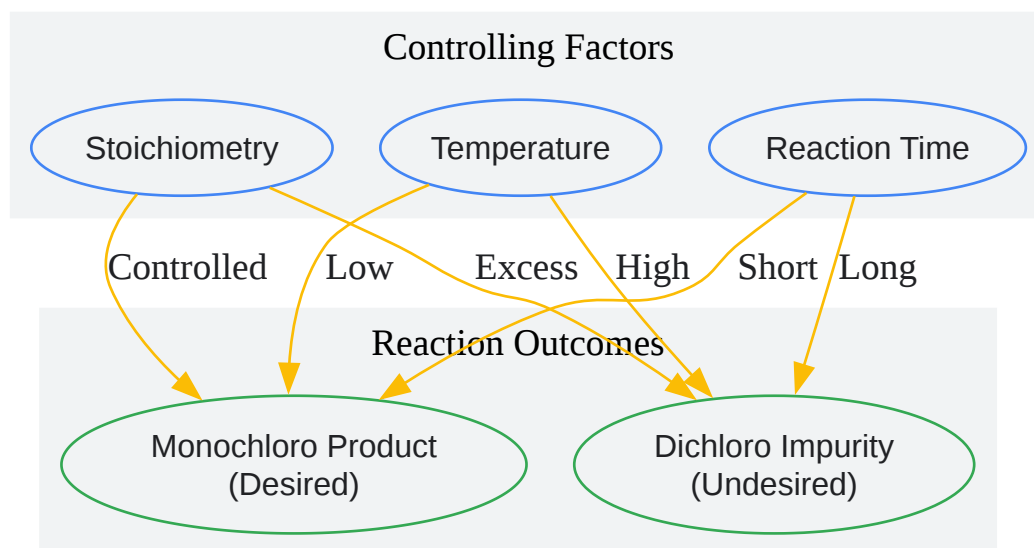 Controlling Factors
Stoichiometry
Temperature
Reaction Time
Controlled
Low
Excess
High
Short
Long
Reaction Outcomes
Monochloro Product
(Desired)
Dichloro Impurity
(Undesired)